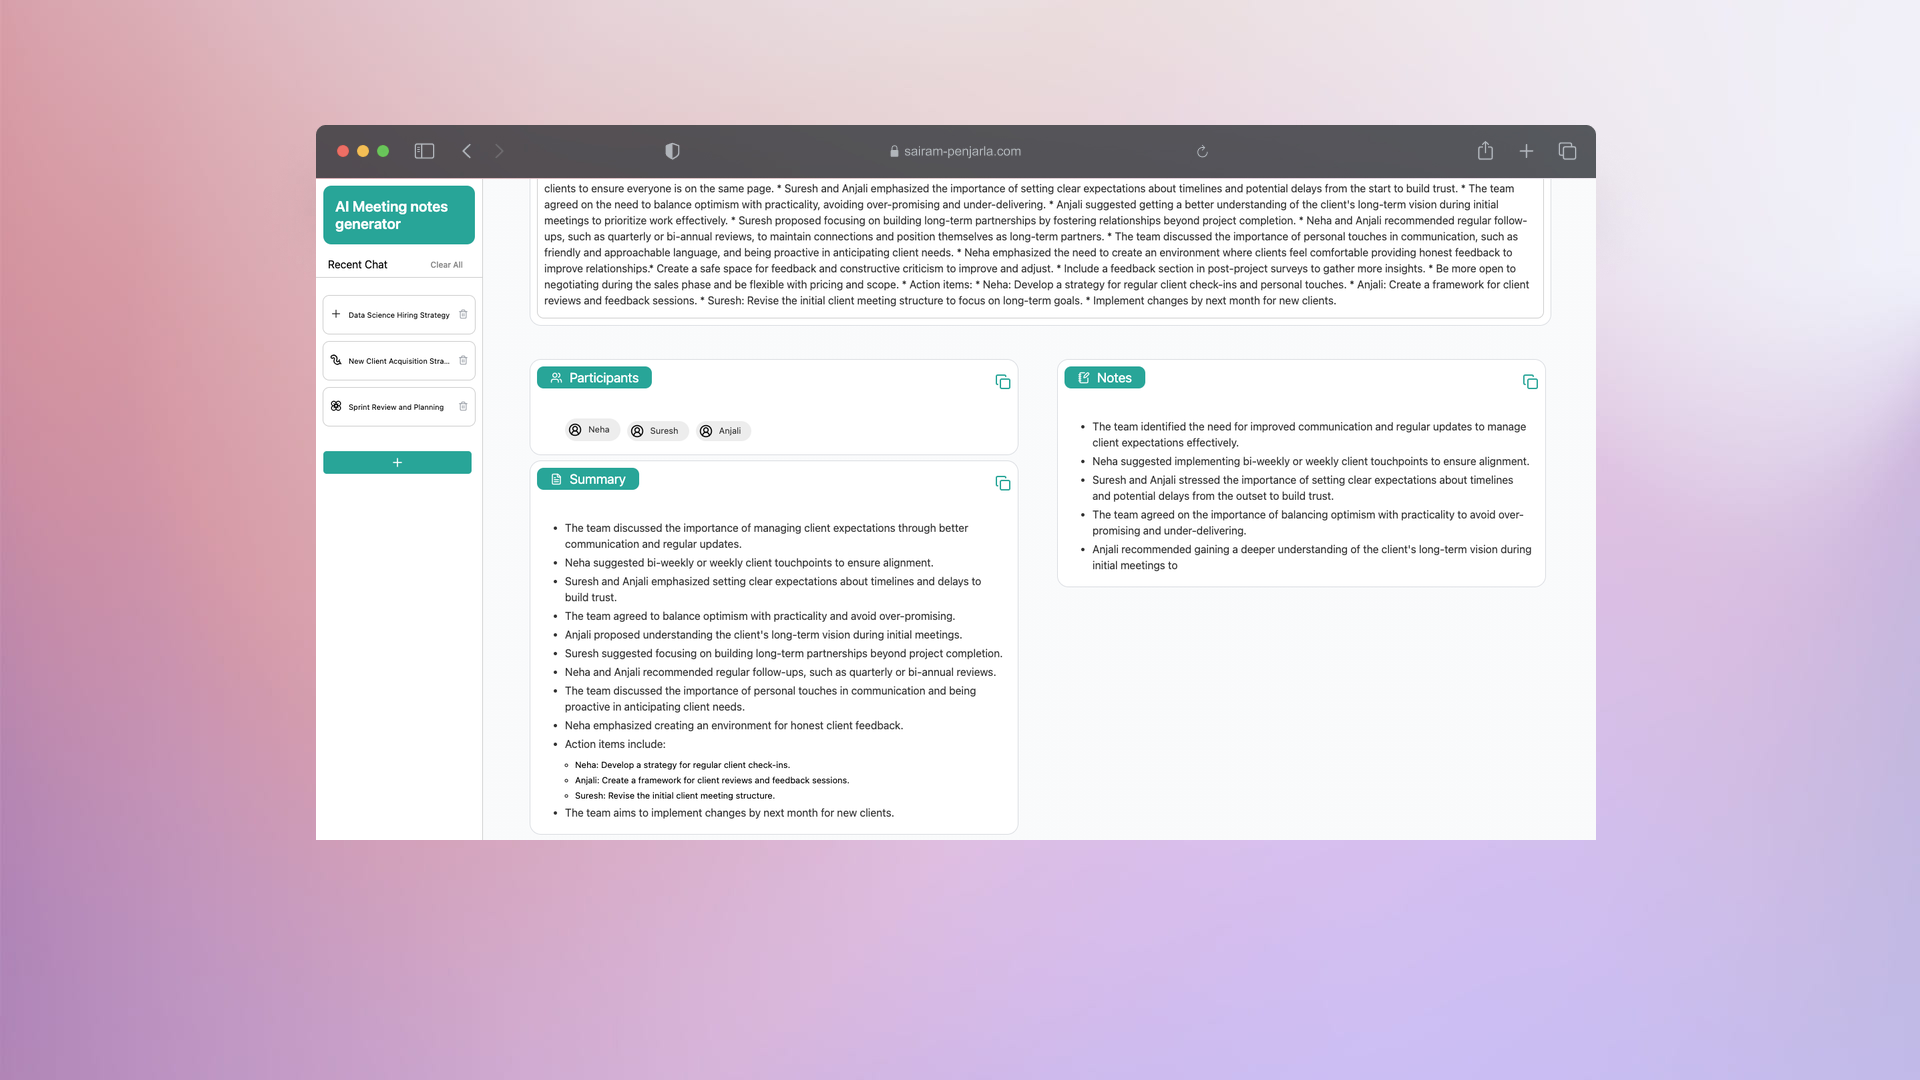 sairam-penjarla.com
AI Meeting notes
generator
Recent Chat
Clear All
Data Science Hiring Strategy
New Client Acquisition Stra...
Sprint Review and Planning
clients to ensure everyone is on the same page. * Suresh and Anjali emphasized the importance of setting clear expectations about timelines and potential delays from the start to build trust. * The team
agreed on the need to balance optimism with practicality, avoiding over-promising and under-delivering. * Anjali suggested getting a better understanding of the client's long-term vision during initial
meetings to prioritize work effectively. * Suresh proposed focusing on building long-term partnerships by fostering relationships beyond project completion. * Neha and Anjali recommended regular follow-
ups, such as quarterly or bi-annual reviews, to maintain connections and position themselves as long-term partners. * The team discussed the importance of personal touches in communication, such as
friendly and approachable language, and being proactive in anticipating client needs. * Neha emphasized the need to create an environment where clients feel comfortable providing honest feedback to
improve relationships.* Create a safe space for feedback and constructive criticism to improve and adjust. * Include a feedback section in post-project surveys to gather more insights. * Be more open to
negotiating during the sales phase and be flexible with pricing and scope. * Action items: * Neha: Develop a strategy for regular client check-ins and personal touches. * Anjali: Create a framework for client
reviews and feedback sessions. * Suresh: Revise the initial client meeting structure to focus on long-term goals. * Implement changes by next month for new clients.
Participants
Neha
Suresh
Anjali
Summary
• The team discussed the importance of managing client expectations through better
communication and regular updates.
• Neha suggested bi-weekly or weekly client touchpoints to ensure alignment.
• Suresh and Anjali emphasized setting clear expectations about timelines and delays to
build trust.
• The team agreed to balance optimism with practicality and avoid over-promising.
• Anjali proposed understanding the client's long-term vision during initial meetings.
• Suresh suggested focusing on building long-term partnerships beyond project completion.
• Neha and Anjali recommended regular follow-ups, such as quarterly or bi-annual reviews.
• The team discussed the importance of personal touches in communication and being
proactive in anticipating client needs.
• Neha emphasized creating an environment for honest client feedback.
• Action items include:
◦ Neha: Develop a strategy for regular client check-ins.
◦ Anjali: Create a framework for client reviews and feedback sessions.
◦ Suresh: Revise the initial client meeting structure.
• The team aims to implement changes by next month for new clients.
Notes
• The team identified the need for improved communication and regular updates to manage
client expectations effectively.
• Neha suggested implementing bi-weekly or weekly client touchpoints to ensure alignment.
• Suresh and Anjali stressed the importance of setting clear expectations about timelines
and potential delays from the outset to build trust.
• The team agreed on the importance of balancing optimism with practicality to avoid over-
promising and under-delivering.
• Anjali recommended gaining a deeper understanding of the client's long-term vision during
initial meetings to